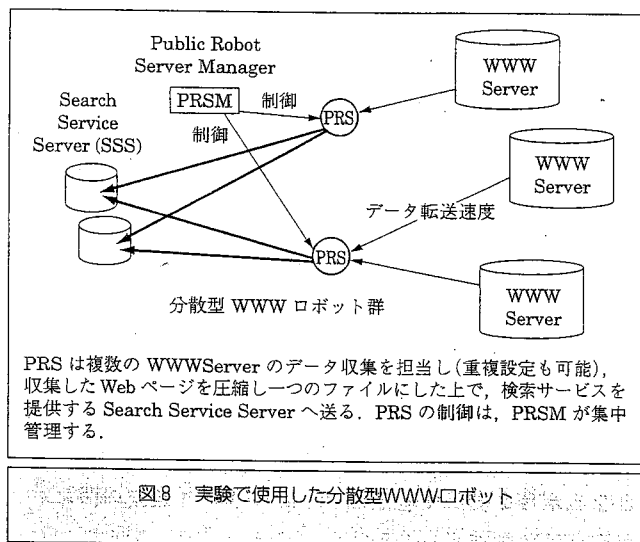 Public Robot
Server Manager
WWW
Server
Search
Service
Server (SSS)
PRSM
制御
PRS
制御
WWW
Server
データ転送速度
PRS
WWW
Server
分散型 WWW ロボット群
PRS は複数の WWWServer のデータ収集を担当し(重複設定も可能),
収集した Web ページを圧縮し一つのファイルにした上で,検索サービスを
提供する Search Service Server へ送る.PRS の制御は,PRSM が集中
管理する.
図8 実験で使用した分散型WWWロボット